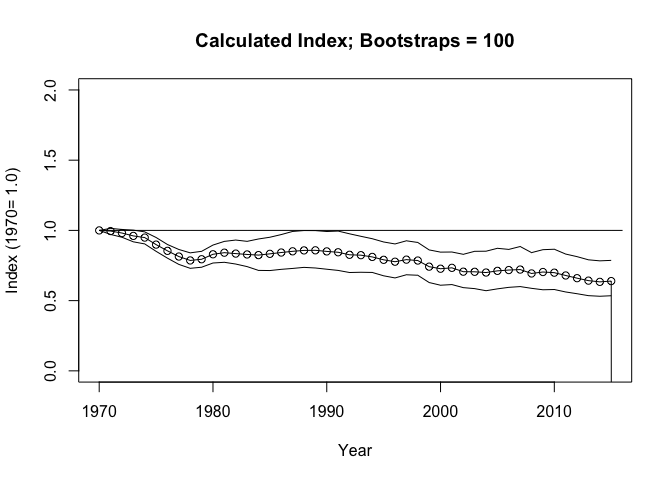 Calculated Index; Bootstraps = 100
Index (1970= 1.0)
2.0
1.5
1.0
0.5
0.0
1970 1980 1990 2000 2010
Year